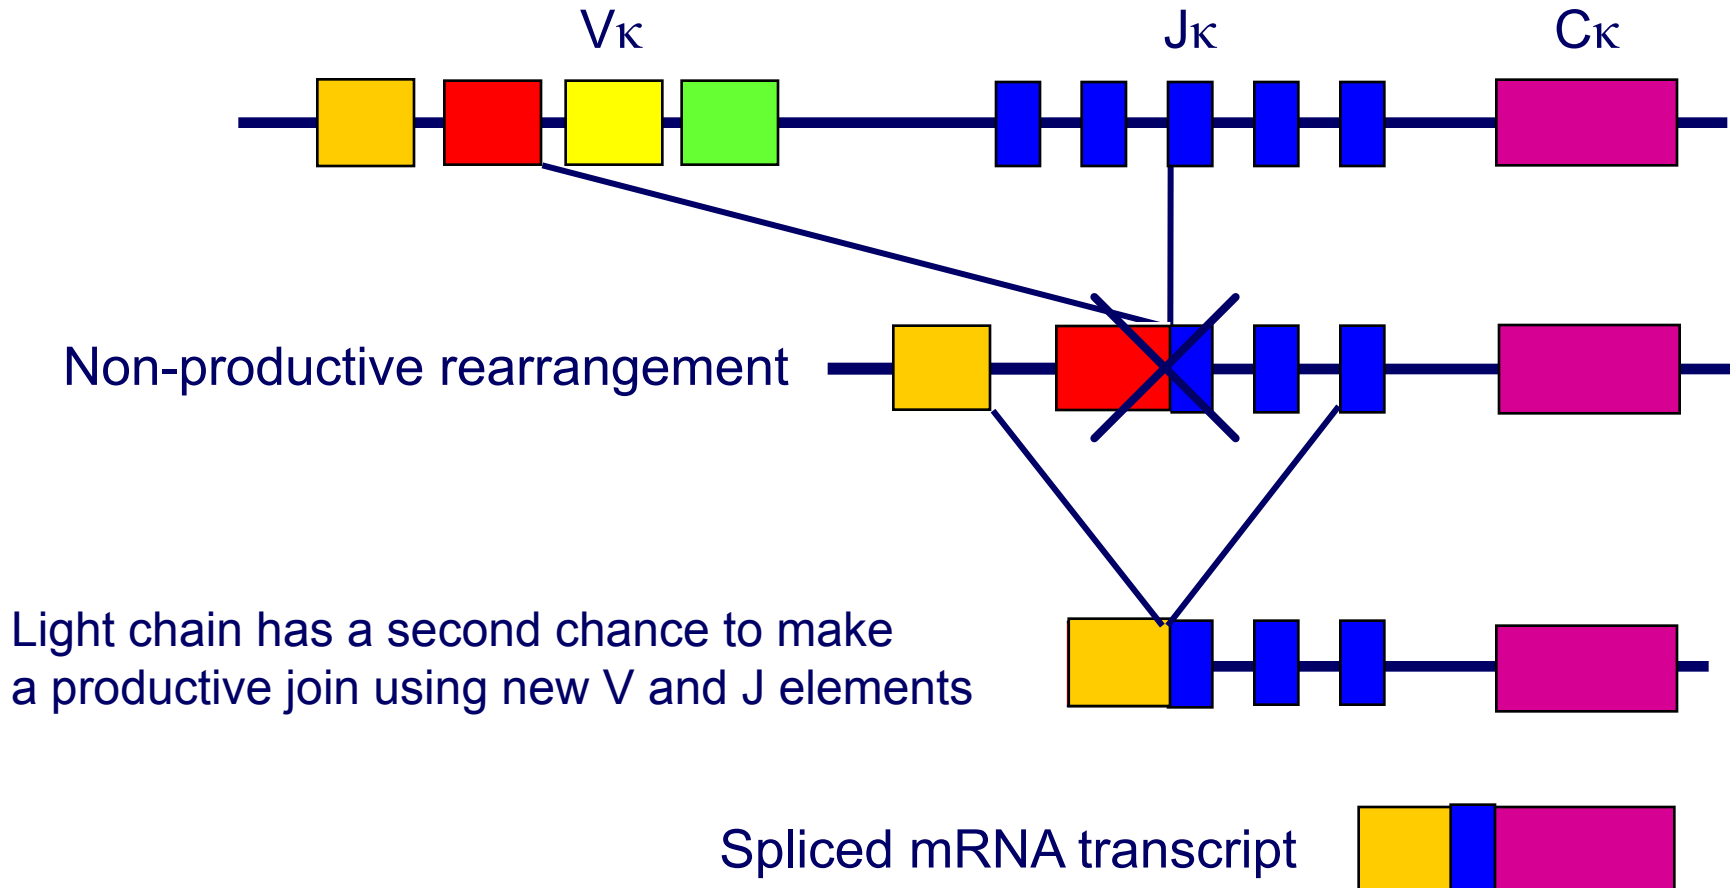 Vκ Jκ Cκ
Non-productive rearrangement
Light chain has a second chance to make
a productive join using new V and J elements
Spliced mRNA transcript